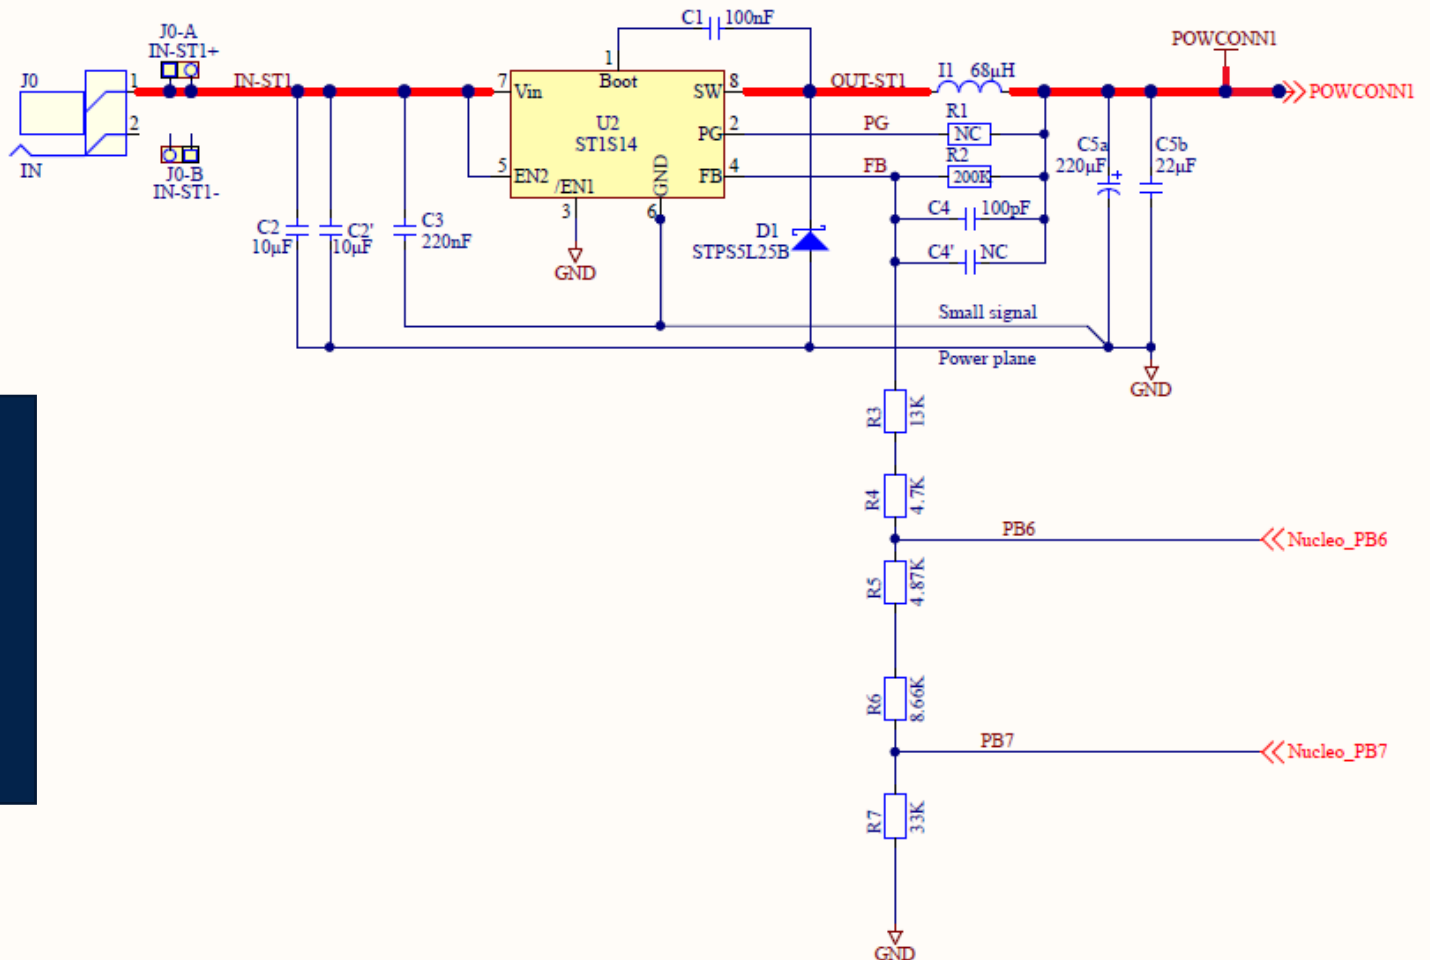 C1 100nF
J0-A
IN-ST1+
POWCONN1
J0
1
IN-ST1
7
Vin
1
Boot
SW
8
OUT-ST1
I1 68µH
POWCONN1
2
U2
ST1S14
PG
2
PG
R1
NC
C5a
220µF
+
C5b
22µF
IN
J0-B
IN-ST1-
5
EN2
/EN1
GND
FB
4
FB
R2
200K
3
6
C4 100pF
C2
10µF
C2'
10µF
C3
220nF
D1
STPS5L25B
C4' NC
GND
Small signal
Power plane
GND
R3
13K
R4
4.7K
PB6
Nucleo_PB6
R5
4.87K
R6
8.66K
PB7
Nucleo_PB7
R7
33K
GND